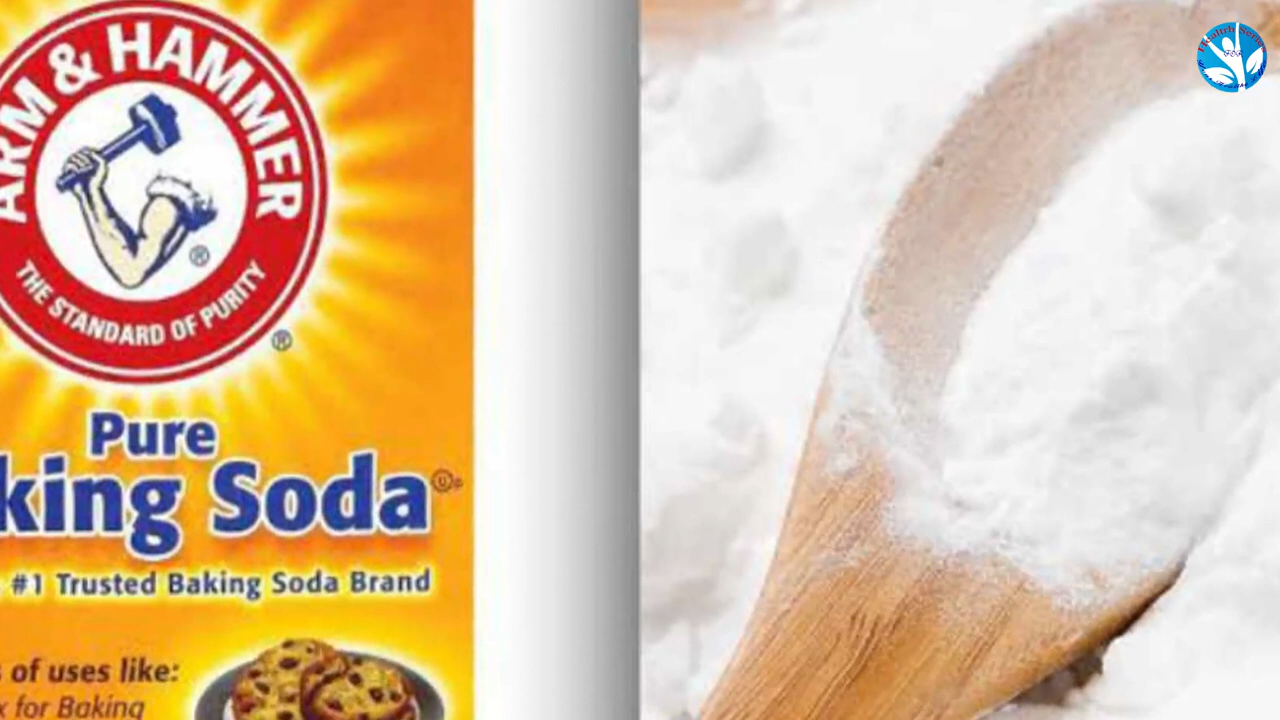 ARM & HAMMER
THE STANDARD OF PURITY
®
®
Pure
king Soda
#1 Trusted Baking Soda Brand
s of uses like:
x for Baking